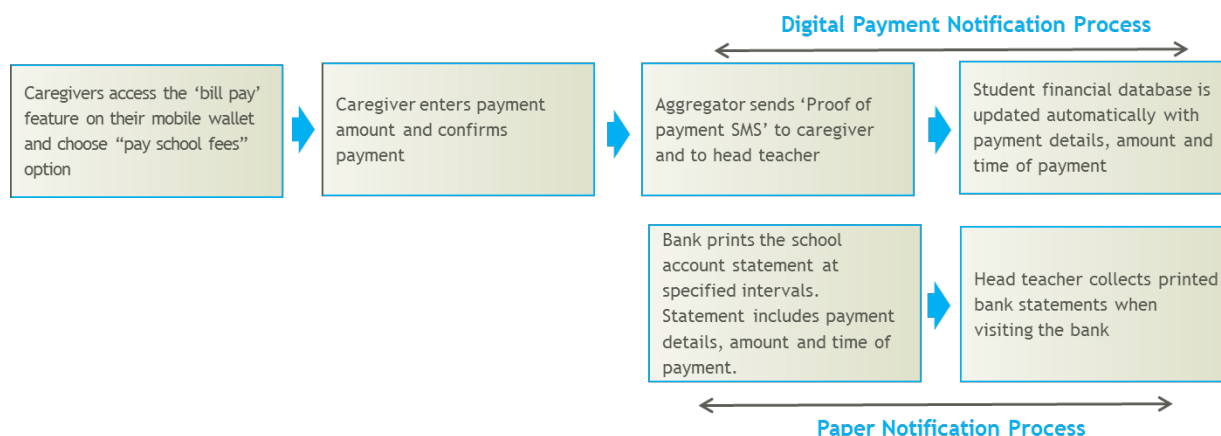 Digital Payment Notification Process
Caregivers access the ‘bill pay’
feature on their mobile wallet
and choose “pay school fees”
option
Caregiver enters payment
amount and confirms
payment
Aggregator sends ‘Proof of
payment SMS’ to caregiver
and to head teacher
Student financial database is
updated automatically with
payment details, amount and
time of payment
Bank prints the school
account statement at
specified intervals.
Statement includes payment
details, amount and time of
payment.
Head teacher collects printed
bank statements when
visiting the bank
Paper Notification Process